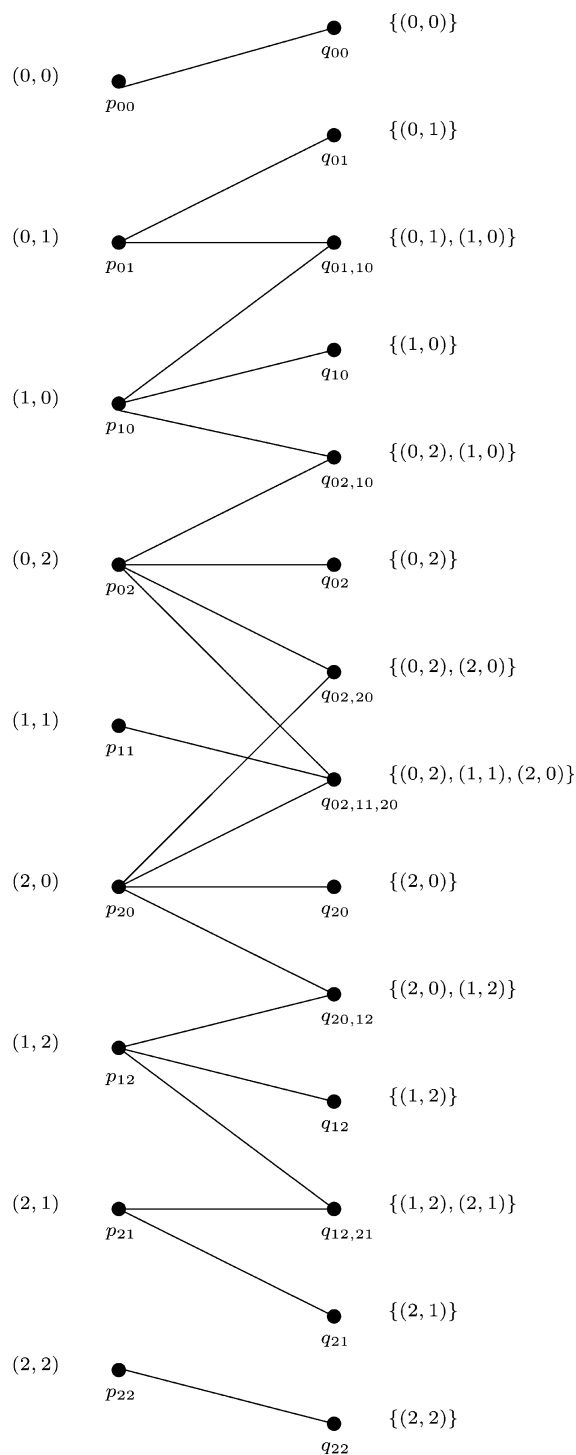 {(0, 0)}
q₀₀
(0, 0)
p₀₀
{(0, 1)}
q₀₁
(0, 1)
p₀₁
{(0, 1), (1, 0)}
q₀₁,₁₀
{(1, 0)}
q₁₀
(1, 0)
p₁₀
{(0, 2), (1, 0)}
q₀₂,₁₀
(0, 2)
p₀₂
{(0, 2)}
q₀₂
{(0, 2), (2, 0)}
q₀₂,₂₀
(1, 1)
p₁₁
{(0, 2), (1, 1), (2, 0)}
q₀₂,₁₁,₂₀
(2, 0)
p₂₀
{(2, 0)}
q₂₀
{(2, 0), (1, 2)}
q₂₀,₁₂
(1, 2)
p₁₂
{(1, 2)}
q₁₂
(2, 1)
p₂₁
{(1, 2), (2, 1)}
q₁₂,₂₁
{(2, 1)}
q₂₁
(2, 2)
p₂₂
{(2, 2)}
q₂₂